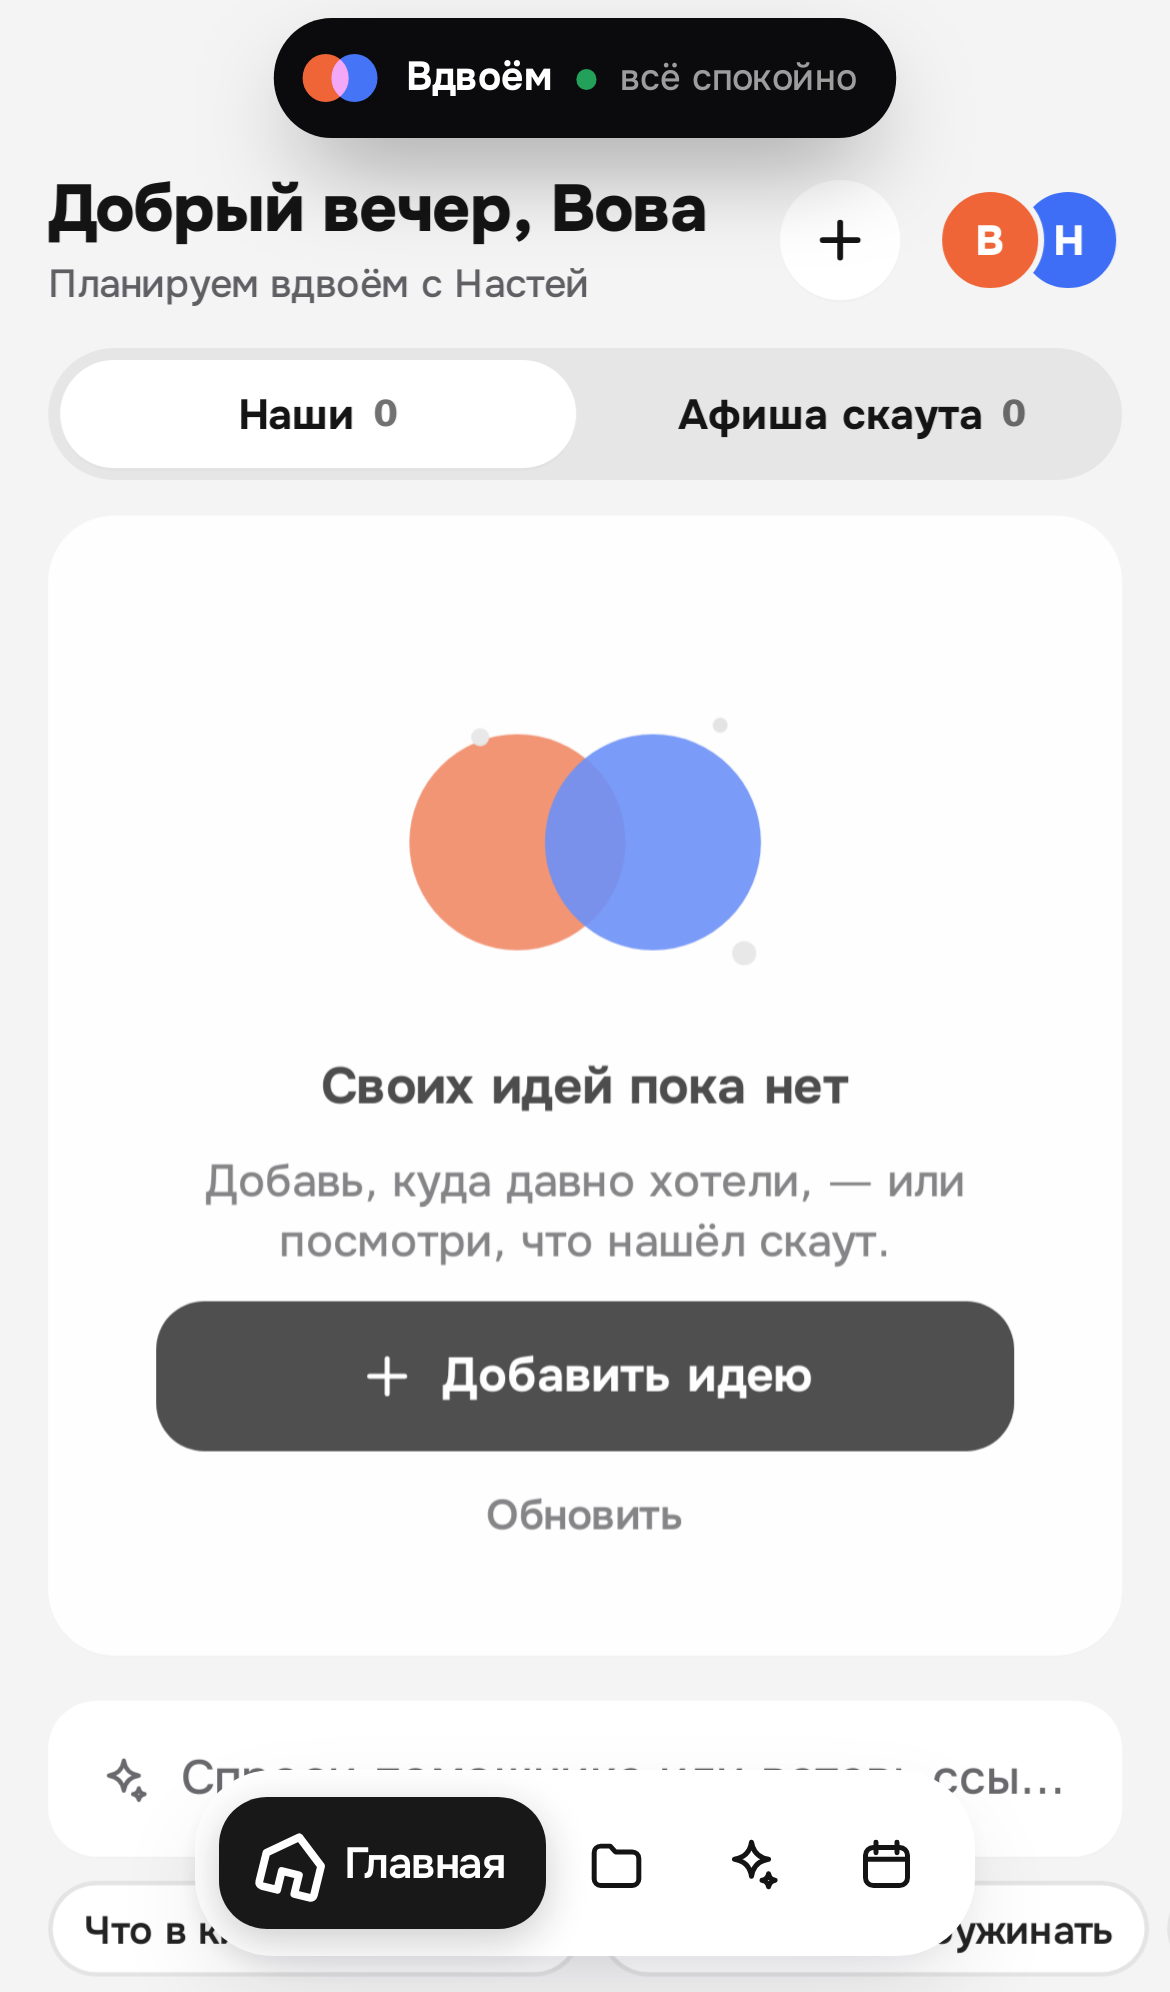 Вдвоём всё спокойно
Добрый вечер, Вова
Планируем вдвоём с Настей
В Н
Наши 0
Афиша скаута 0
Своих идей пока нет
Добавь, куда давно хотели, — или
посмотри, что нашёл скаут.
Добавить идею
Обновить
ссы...
Главная
Что в